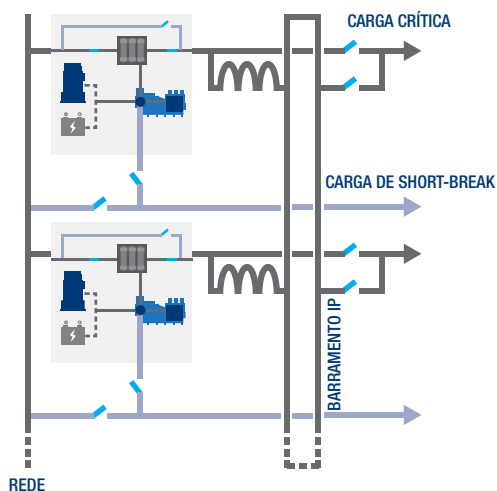 CARGA CRÍTICA
CARGA DE SHORT-BREAK
BARRAMENTO IP
REDE